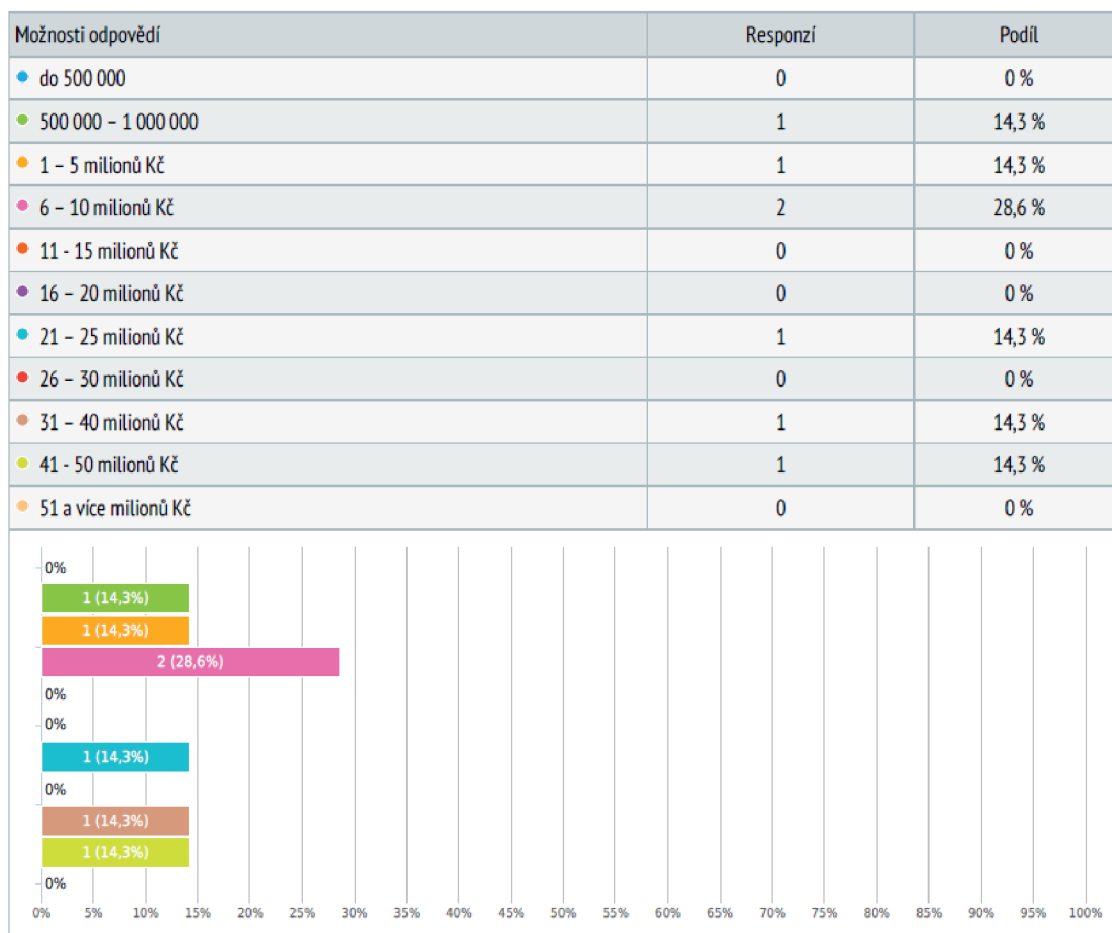 Možnosti odpovědí Responzí Podíl
do 500 000 0 0 %
500 000 – 1 000 000 1 14,3 %
1 – 5 milionů Kč 1 14,3 %
6 – 10 milionů Kč 2 28,6 %
11 - 15 milionů Kč 0 0 %
16 – 20 milionů Kč 0 0 %
21 – 25 milionů Kč 1 14,3 %
26 – 30 milionů Kč 0 0 %
31 – 40 milionů Kč 1 14,3 %
41 - 50 milionů Kč 1 14,3 %
51 a více milionů Kč 0 0 %
0%
1 (14,3%)
1 (14,3%)
2 (28,6%)
0%
0%
1 (14,3%)
0%
1 (14,3%)
1 (14,3%)
0%
0% 5% 10% 15% 20% 25% 30% 35% 40% 45% 50% 55% 60% 65% 70% 75% 80% 85% 90% 95% 100%